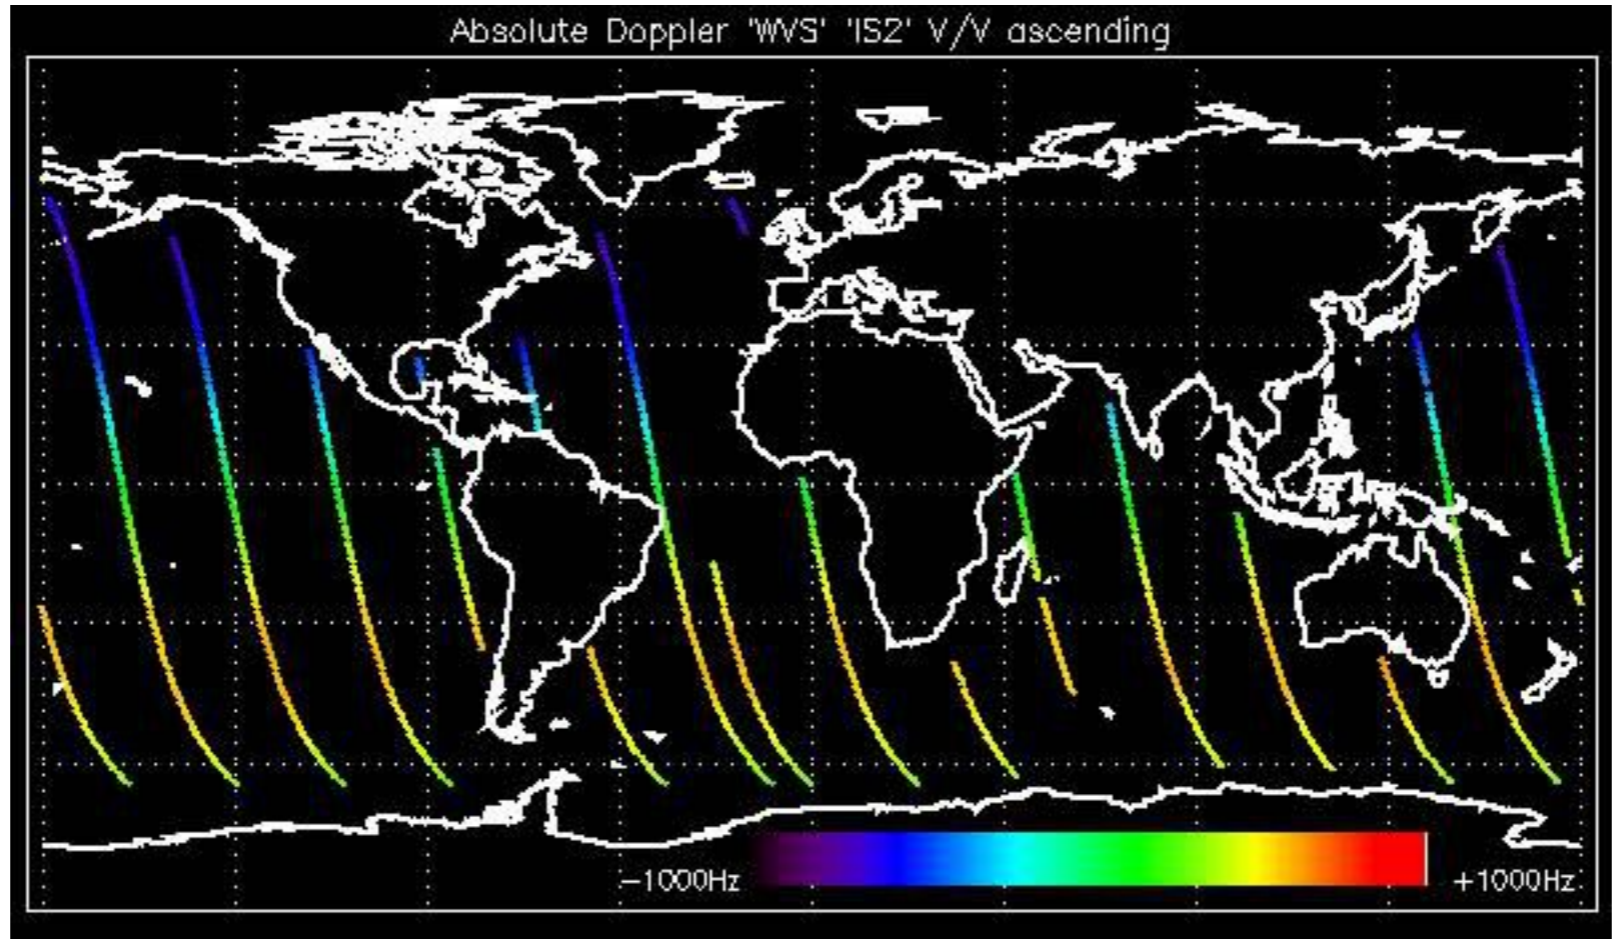 Absolute Doppler 'WVS' 'IS2' V/V ascending
−1000Hz
+1000Hz